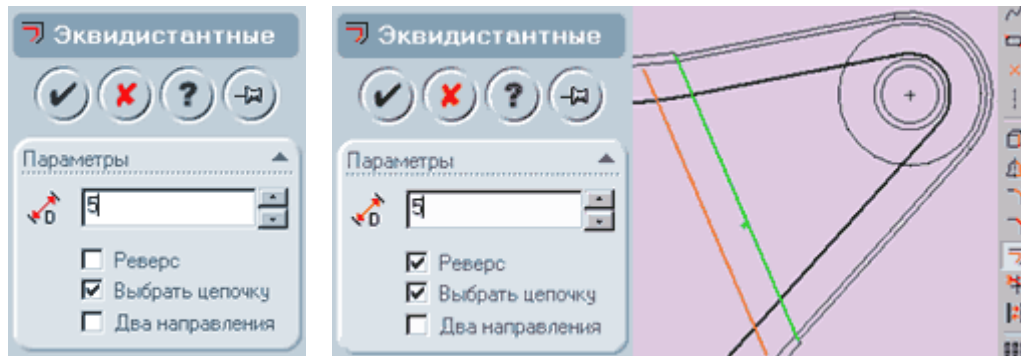 Эквидистантные
?
Параметры
D
5
Реверс
Выбрать цепочку
Два направления
Эквидистантные
?
Параметры
D
5
Реверс
Выбрать цепочку
Два направления